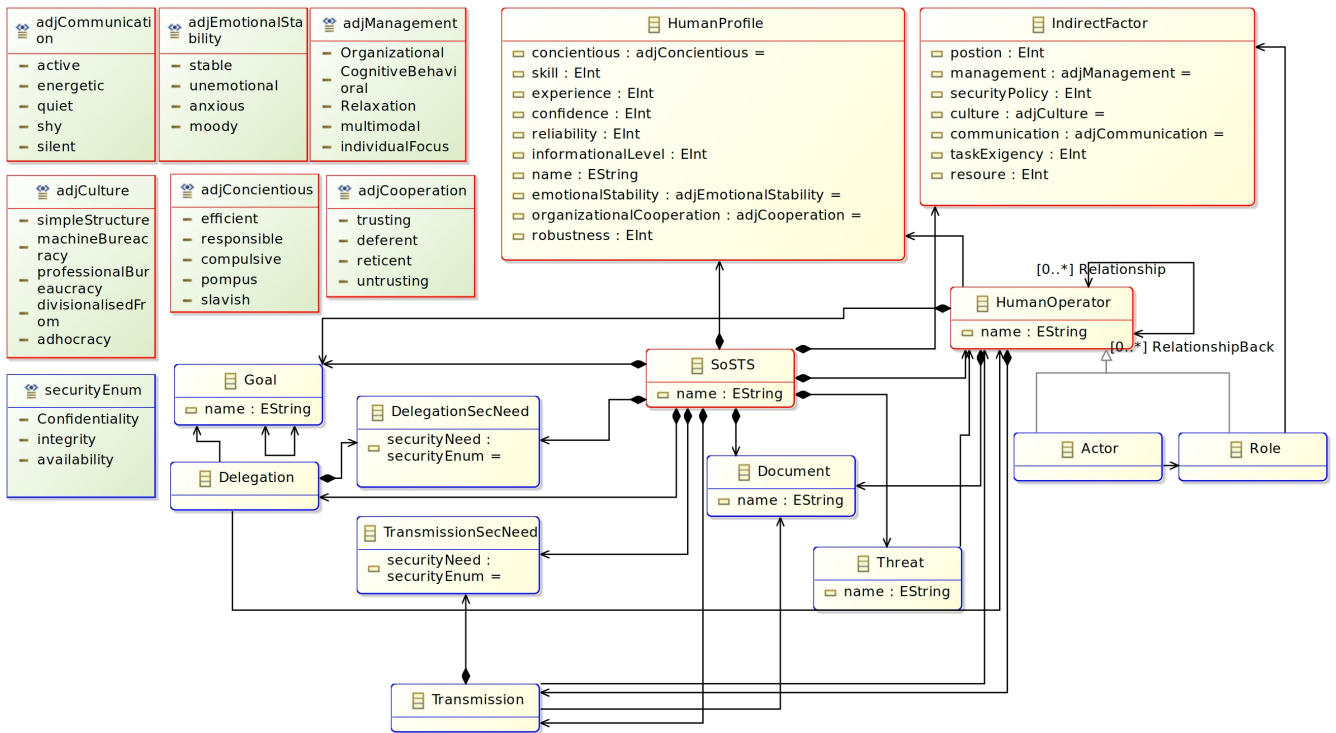 adjCommunicati
on
active
energetic
quiet
shy
silent
adjEmotionalSta
bility
stable
unemotional
anxious
moody
adjManagement
Organizational
CognitiveBehavi
oral
Relaxation
multimodal
individualFocus
HumanProfile
concientious : adjConcientious =
skill : EInt
experience : EInt
confidence : EInt
reliability : EInt
informationalLevel : EInt
name : EString
emotionalStability : adjEmotionalStability =
organizationalCooperation : adjCooperation =
robustness : EInt
IndirectFactor
postion : EInt
management : adjManagement =
securityPolicy : EInt
culture : adjCulture =
communication : adjCommunication =
taskExigency : EInt
resoure : EInt
adjCulture
simpleStructure
machineBureac
racy
professionalBur
eaucracy
divisionalisedFr
om
adhocracy
adjConcientious
efficient
responsible
compulsive
pompus
slavish
adjCooperation
trusting
deferent
reticent
untrusting
[0..*] Relationship
HumanOperator
name : EString
[0..*] RelationshipBack
SoSTS
name : EString
securityEnum
Confidentiality
integrity
availability
Goal
name : EString
DelegationSecNeed
securityNeed :
securityEnum =
Delegation
Document
name : EString
Actor
Role
TransmissionSecNeed
securityNeed :
securityEnum =
Threat
name : EString
Transmission